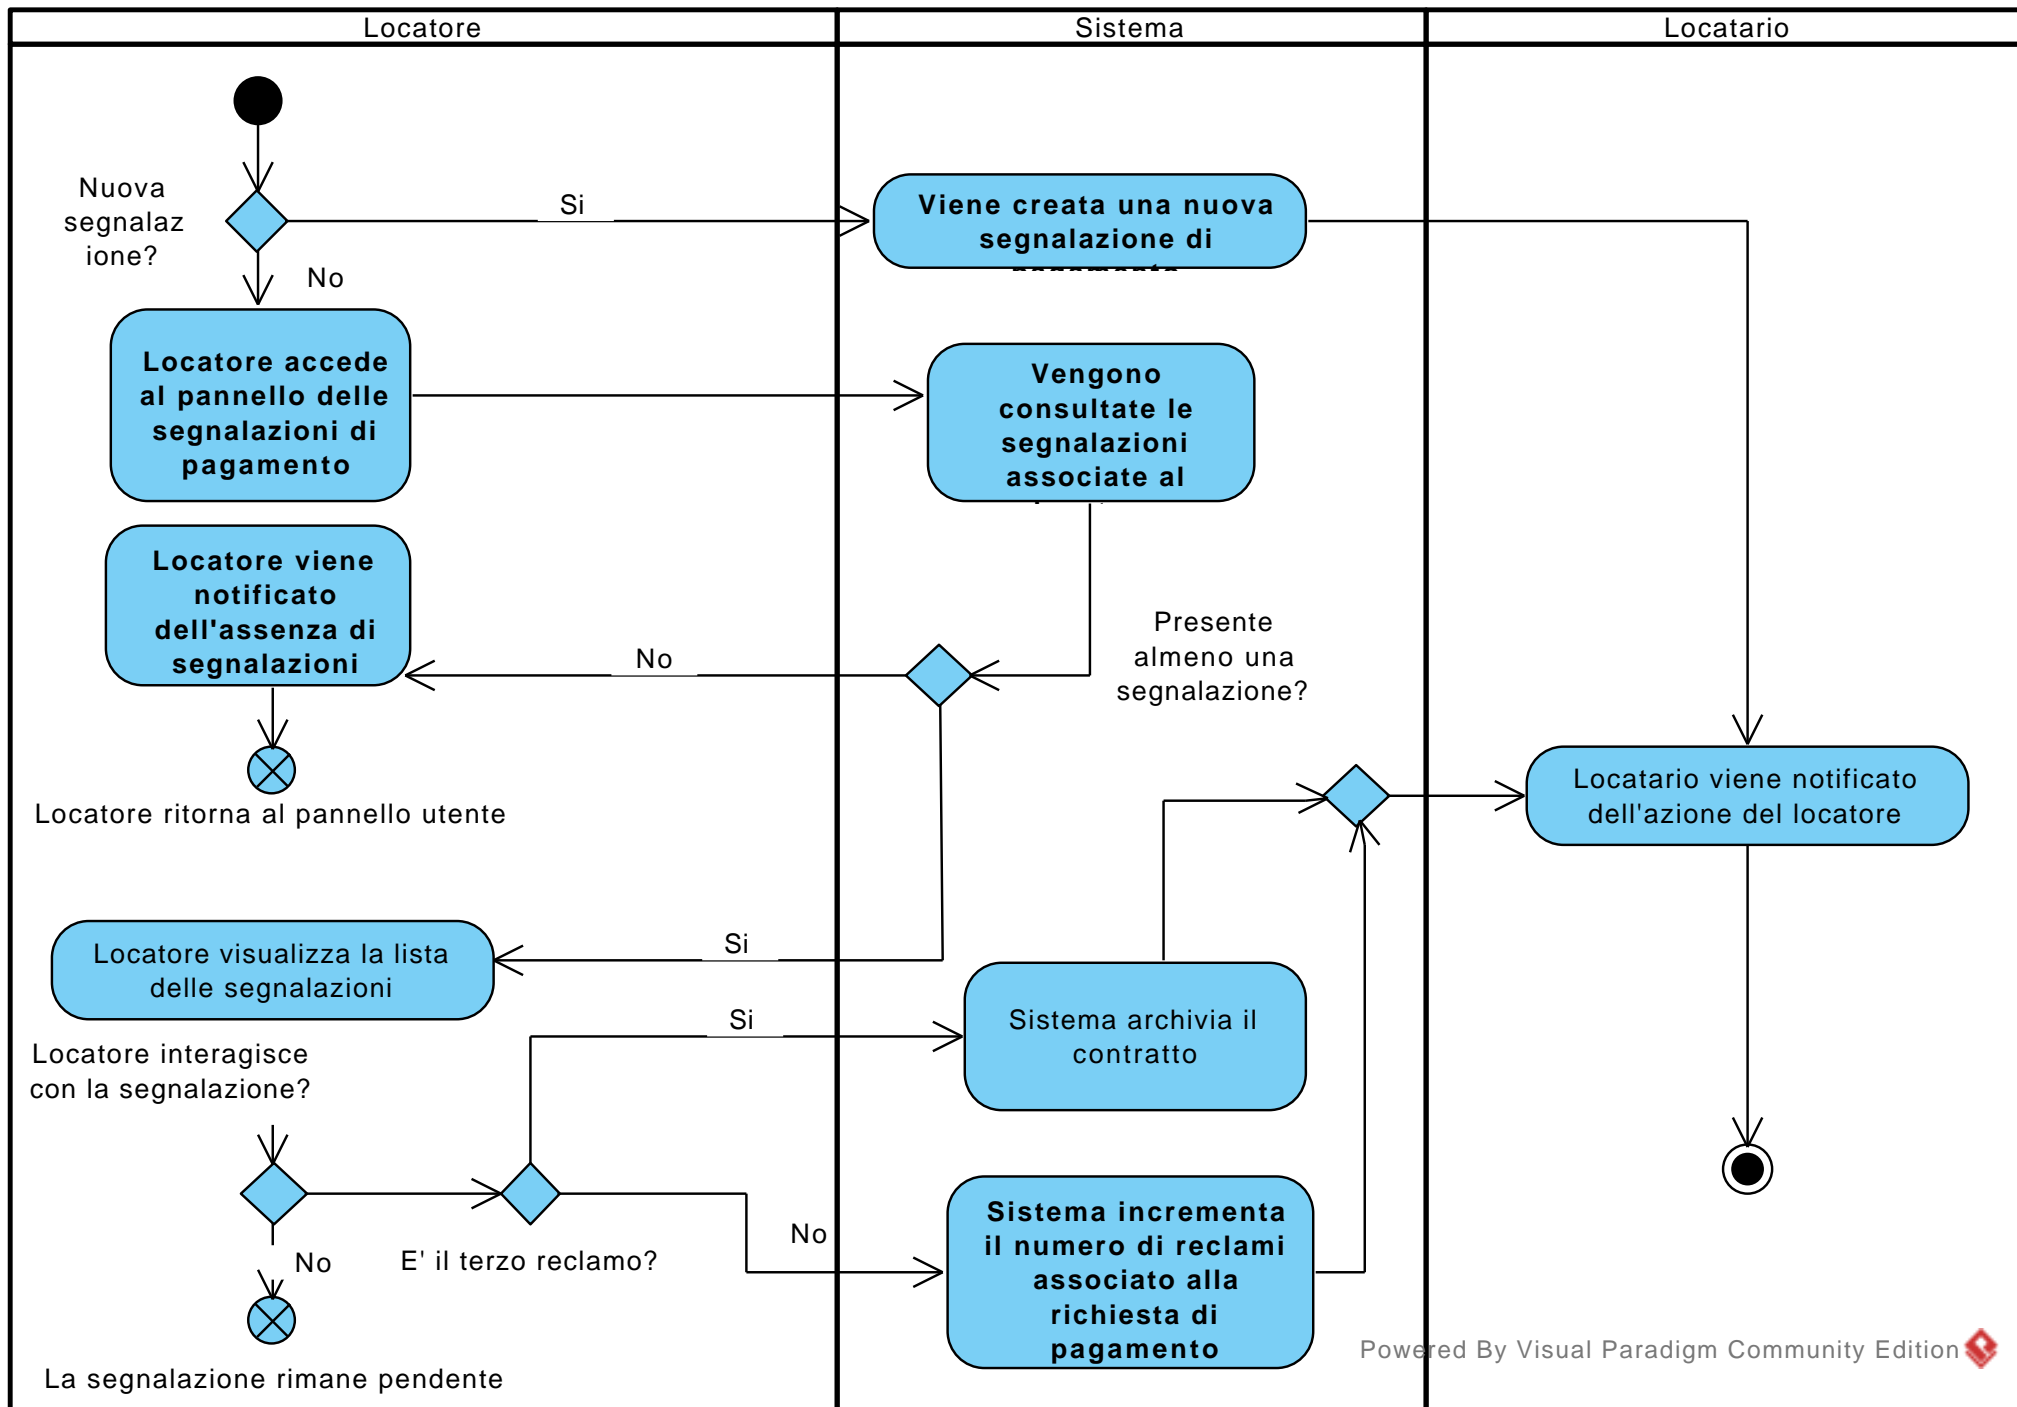 Locatore
Sistema
Locatario
Nuova
segnalaz
ione?
Si
No
Viene creata una nuova
segnalazione di
pagamento
Locatore accede
al pannello delle
segnalazioni di
pagamento
Vengono
consultate le
segnalazioni
associate al
Locatore viene
notificato
dell'assenza di
segnalazioni
No
Presente
almeno una
segnalazione?
Locatore ritorna al pannello utente
Locatario viene notificato
dell'azione del locatore
Locatore visualizza la lista
delle segnalazioni
Si
Si
Sistema archivia il
contratto
Locatore interagisce
con la segnalazione?
No
E' il terzo reclamo?
No
Sistema incrementa
il numero di reclami
associato alla
richiesta di
pagamento
La segnalazione rimane pendente
Powered By Visual Paradigm Community Edition